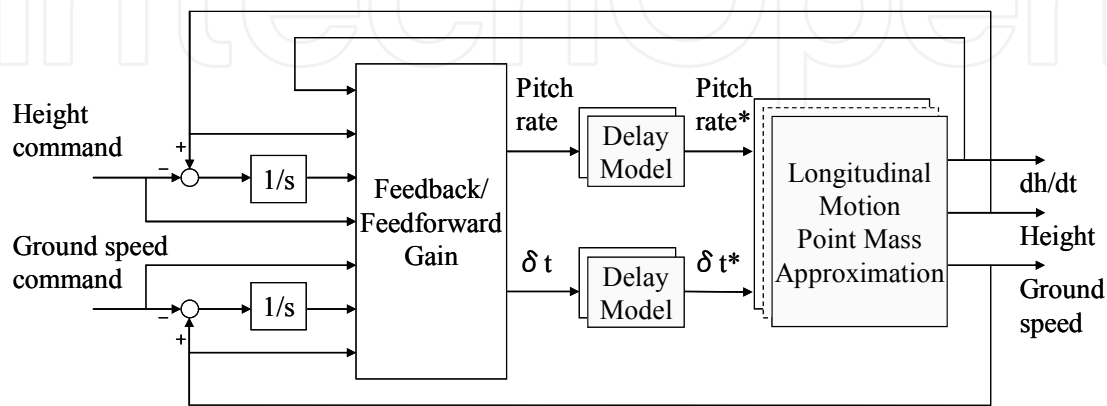 IntechOpen
Height
command
+
−
1/s
Ground speed
command
−
+
1/s
Feedback/
Feedforward
Gain
Pitch
rate
δ t
Delay
Model
Delay
Model
Pitch
rate*
δ t*
Longitudinal
Motion
Point Mass
Approximation
dh/dt
Height
Ground
speed